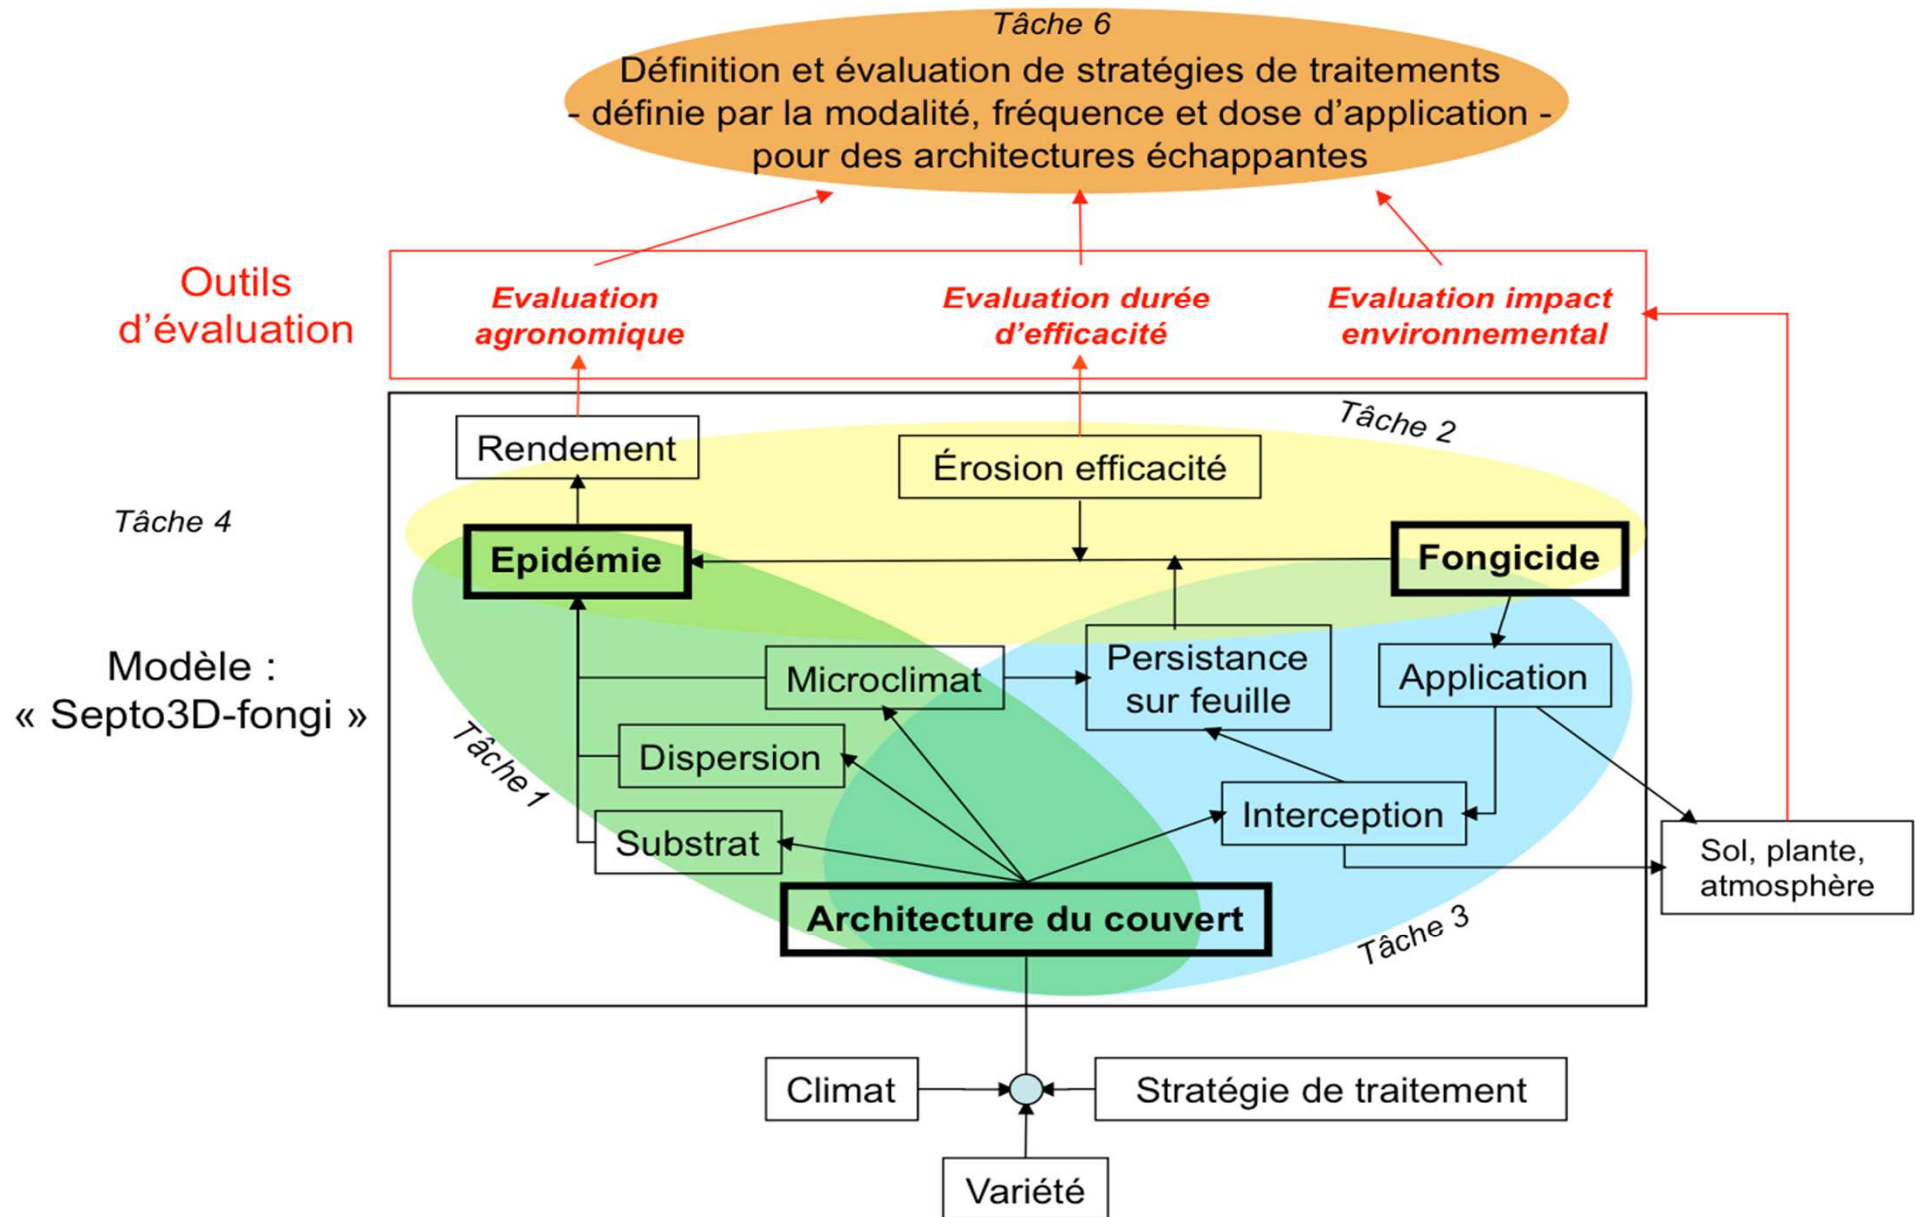 Tâche 6
Définition et évaluation de stratégies de traitements
- définie par la modalité, fréquence et dose d’application -
pour des architectures échappantes
Outils
d’évaluation
Evaluation
agronomique
Evaluation durée
d’efficacité
Evaluation impact
environnemental
Tâche 2
Rendement
Érosion efficacité
Tâche 4
Epidémie
Fongicide
Modèle :
« Septo3D-fongi »
Microclimat
Persistance
sur feuille
Application
Tâche 1
Dispersion
Interception
Substrat
Sol, plante,
atmosphère
Architecture du couvert
Tâche 3
Climat
Stratégie de traitement
Variété